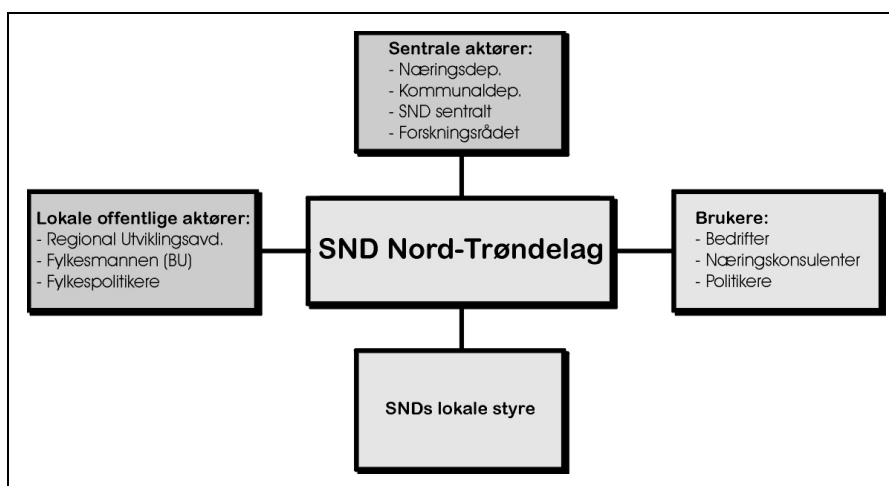 Sentrale aktører:
- Næringsdep.
- Kommunaldep.
- SND sentralt
- Forskningsrådet
Lokale offentlige aktører:
- Regional Utviklingsavd.
- Fylkesmannen (BU)
- Fylkespolitikere
SND Nord-Trøndelag
Brukere:
- Bedrifter
- Næringskonsulenter
- Politikere
SNDs lokale styre